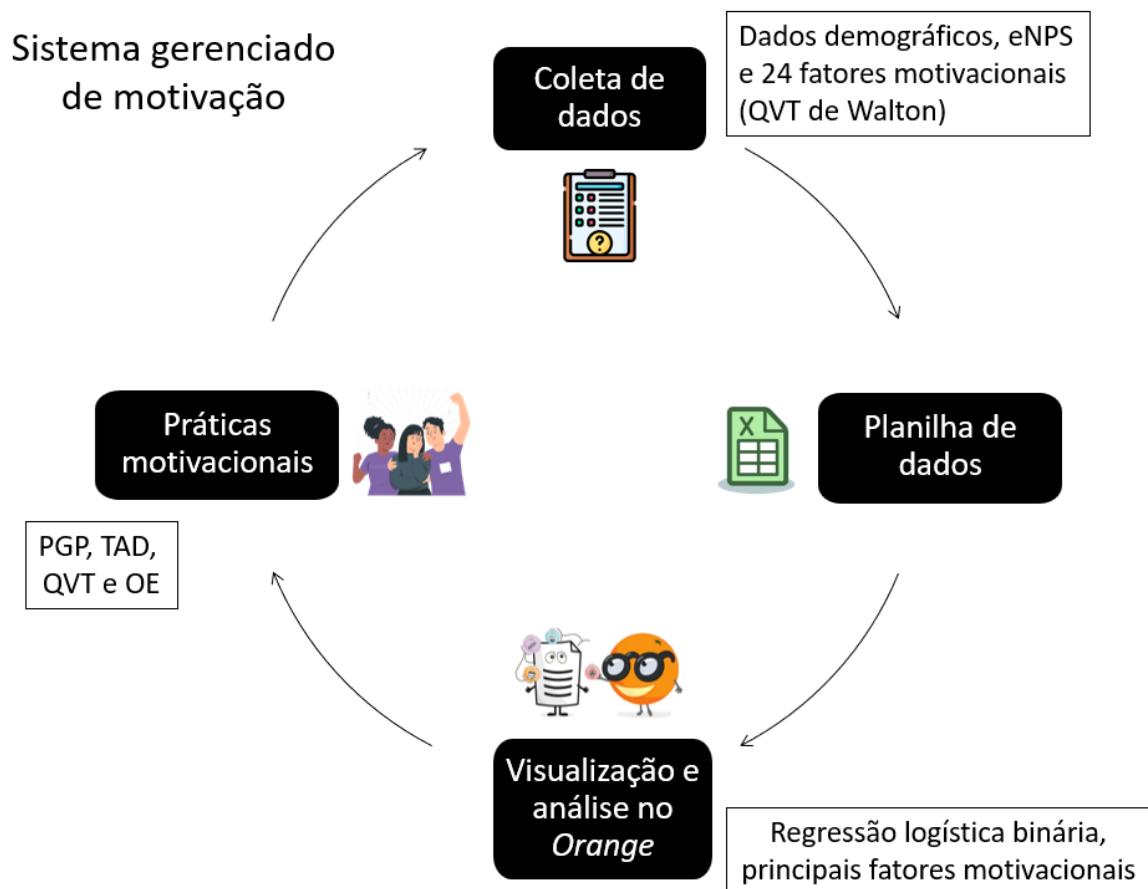 Sistema gerenciado
de motivação
Coleta de
dados
Dados demográficos, eNPS
e 24 fatores motivacionais
(QVT de Walton)
?
Planilha de
dados
X
Visualização e
análise no
Orange
Regressão logística binária,
principais fatores motivacionais
Práticas
motivacionais
PGP, TAD,
QVT e OE